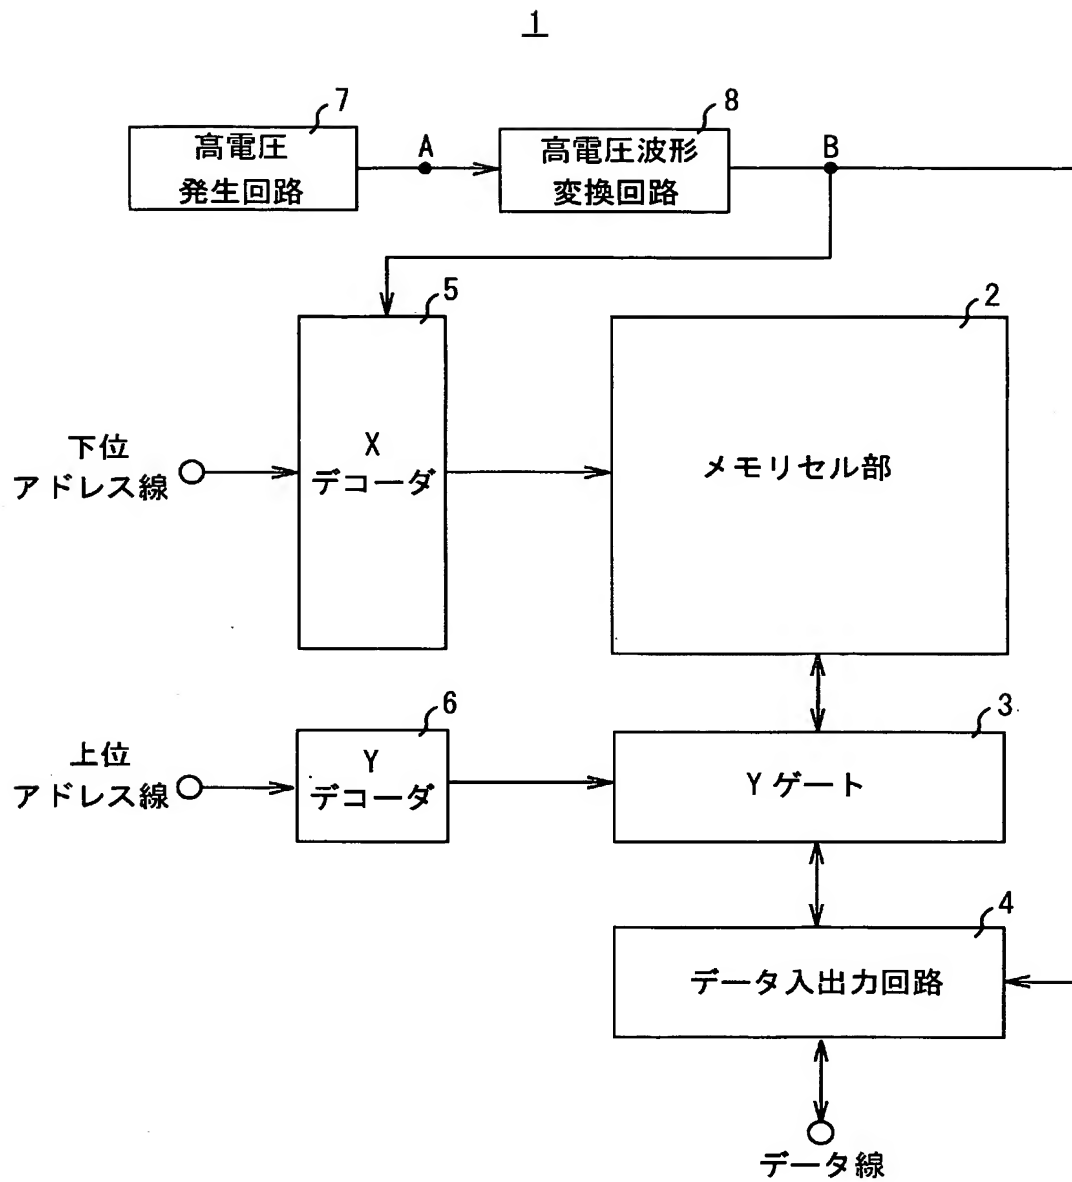 1
7
高電圧
発生回路
A
8
高電圧波形
変換回路
B
5
X
デコーダ
2
メモリセル部
下位
アドレス線
6
Y
デコーダ
上位
アドレス線
3
Yゲート
4
データ入出力回路
データ線